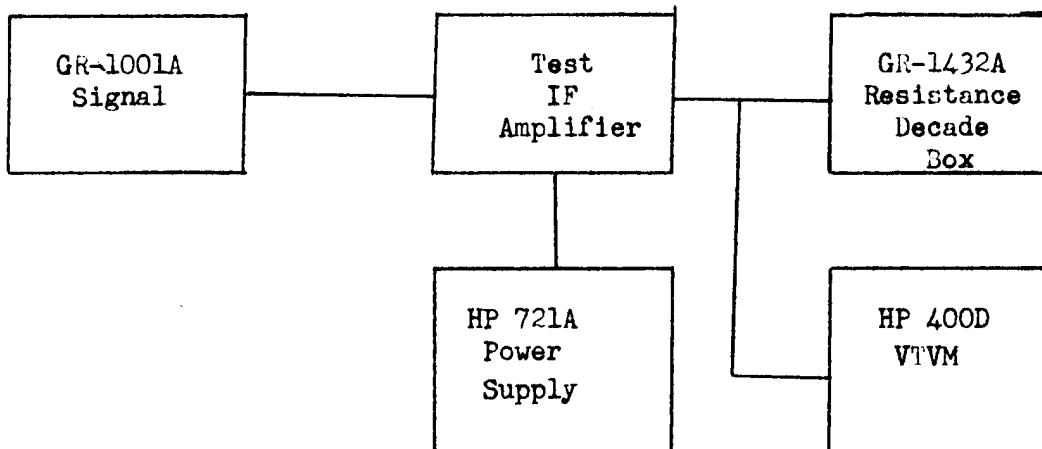 GR-1001A
Signal
Test
IF
Amplifier
GR-1432A
Resistance
Decade
Box
HP 721A
Power
Supply
HP 400D
VTVM